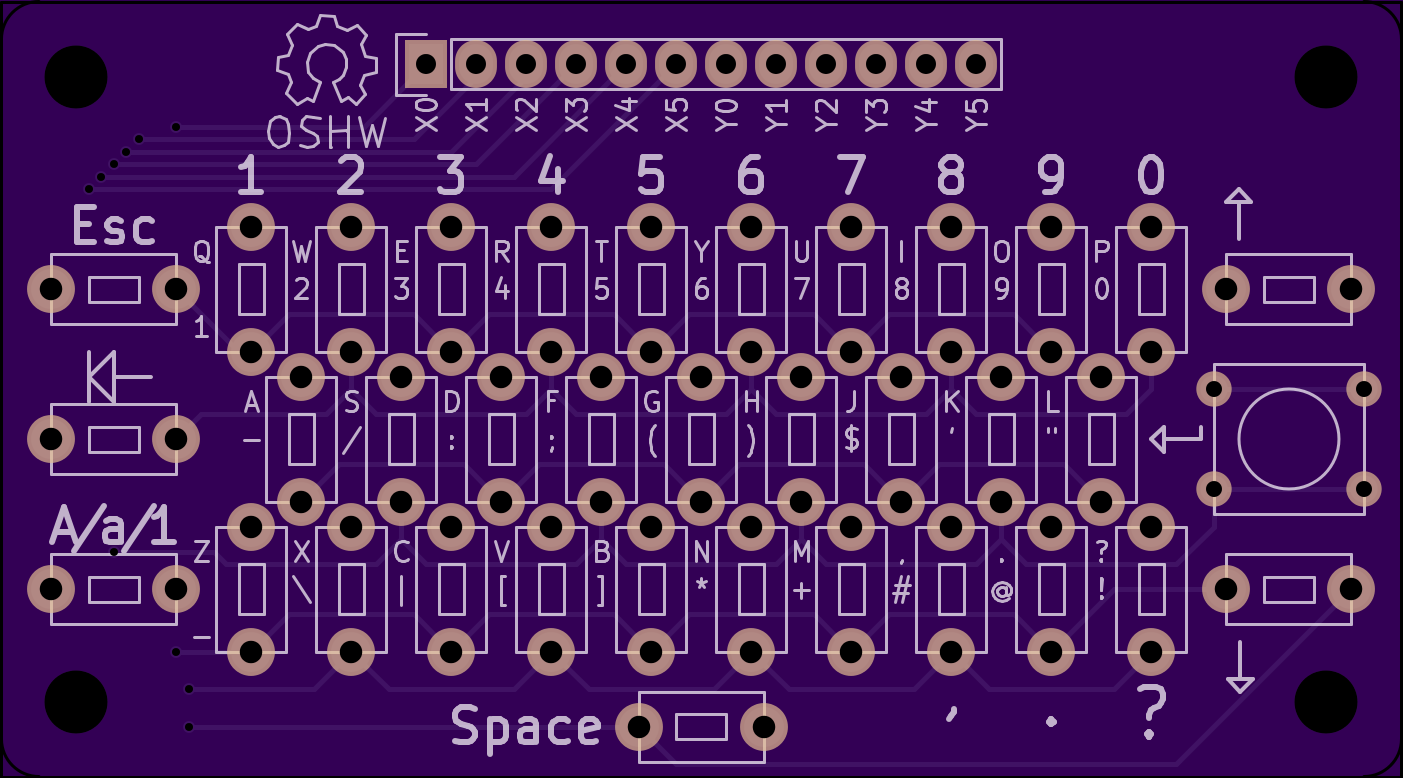 OSHW
X0 X1 X2 X3 X4 X5 Y0 Y1 Y2 Y3 Y4 Y5
1 2 3 4 5 6 7 8 9 0
Esc
Q W E R T Y U I O P
1 2 3 4 5 6 7 8 9 0
A S D F G H J K L
- / : ; ( ) $ ' "
A/a/1
Z X C V B N M , . ?
_ \ | [ ] * + # @ !
Space , . ?